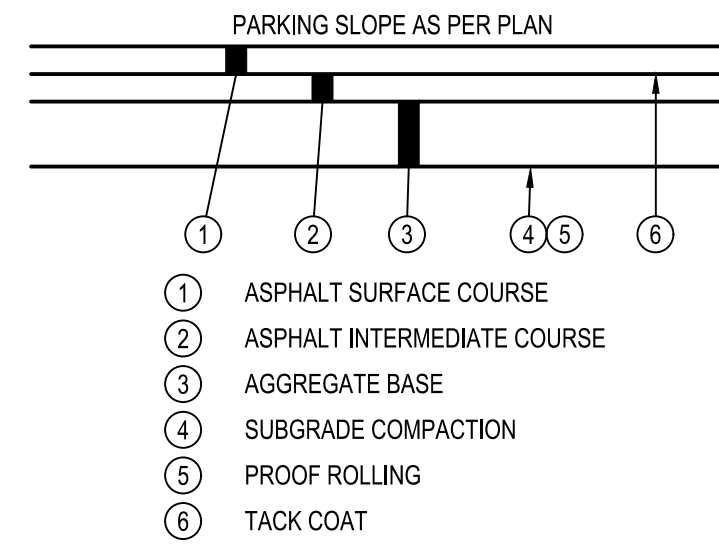 PARKING SLOPE AS PER PLAN
1 2 3 4 5 6
1 ASPHALT SURFACE COURSE
2 ASPHALT INTERMEDIATE COURSE
3 AGGREGATE BASE
4 SUBGRADE COMPACTION
5 PROOF ROLLING
6 TACK COAT